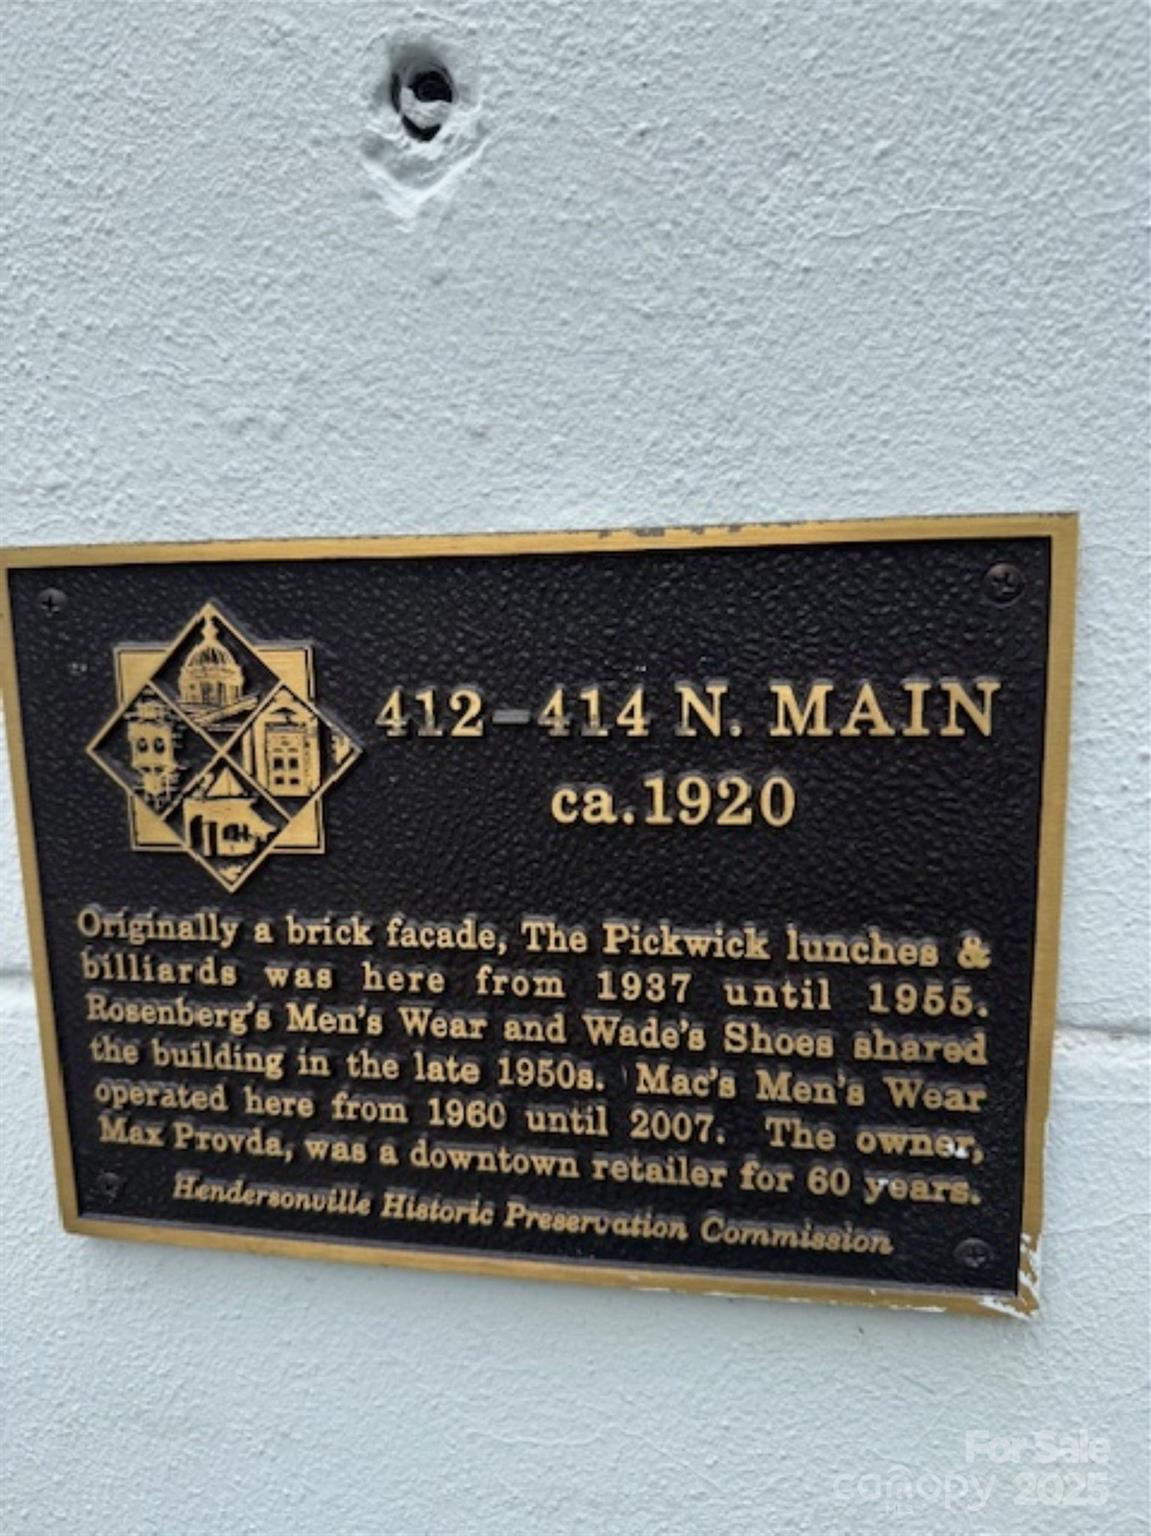 412-414 N. MAIN
ca.1920
Originally a brick facade, The Pickwick lunches &
billiards was here from 1937 until 1955.
Rosenberg's Men's Wear and Wade's Shoes shared
the building in the late 1950s. Mac's Men's Wear
operated here from 1960 until 2007. The owner,
Max Provda, was a downtown retailer for 60 years.
Hendersonville Historic Preservation Commission
For Sale
canopy 2025
MLS